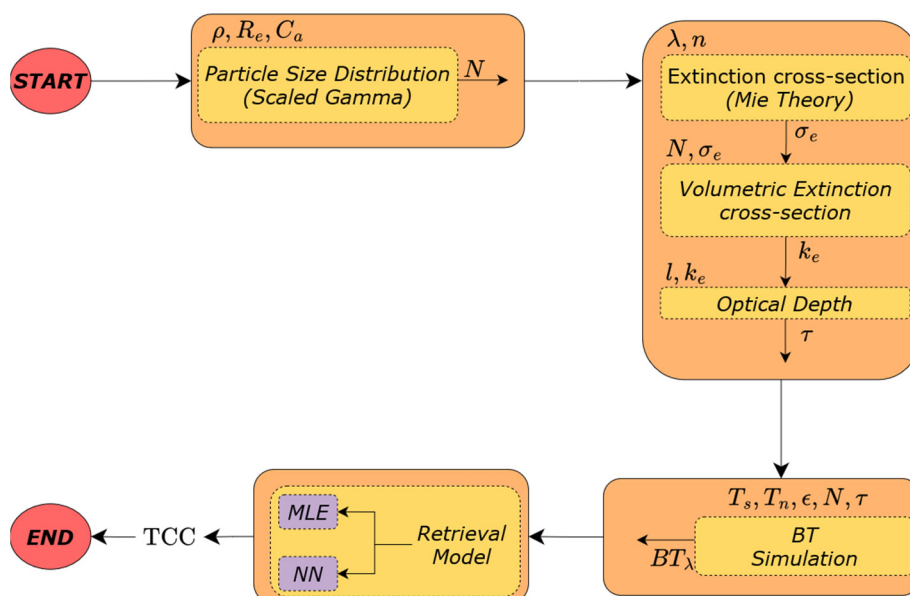 START
ρ, R_e, C_a
Particle Size Distribution
(Scaled Gamma)
N
λ, n
Extinction cross-section
(Mie Theory)
σ_e
N, σ_e
Volumetric Extinction
cross-section
k_e
l, k_e
Optical Depth
τ
T_s, T_n, ϵ, N, τ
BT
Simulation
BT_λ
Retrieval
Model
MLE
NN
TCC
END